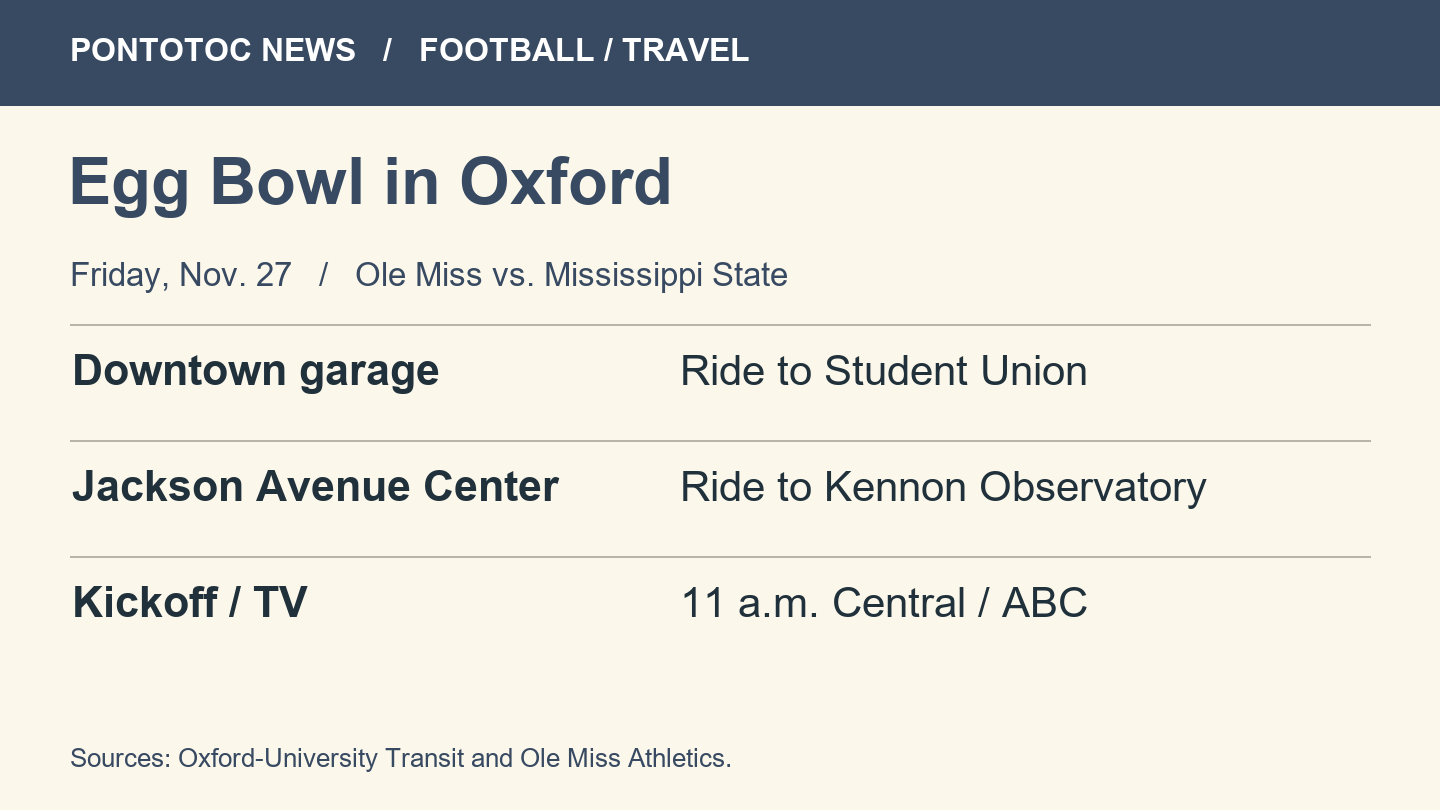 PONTOTOC NEWS / FOOTBALL / TRAVEL
Egg Bowl in Oxford
Friday, Nov. 27 / Ole Miss vs. Mississippi State
Downtown garage Ride to Student Union
Jackson Avenue Center Ride to Kennon Observatory
Kickoff / TV 11 a.m. Central / ABC
Sources: Oxford-University Transit and Ole Miss Athletics.